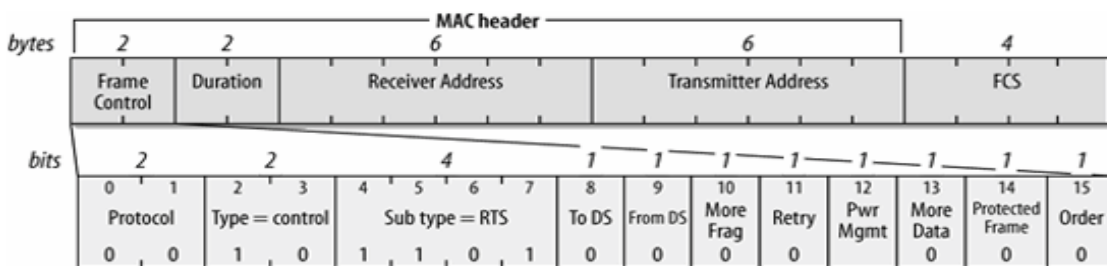 MAC header
bytes 2 2 6 6 4
Frame Control Duration Receiver Address Transmitter Address FCS
bits 2 2 4 1 1 1 1 1 1 1 1
0 1 2 3 4 5 6 7 8 9 10 11 12 13 14 15
Protocol Type = control Sub type = RTS To DS From DS More Frag Retry Pwr Mgmt More Data Protected Frame Order
0 0 1 0 1 1 0 1 0 0 0 0 0 0 0